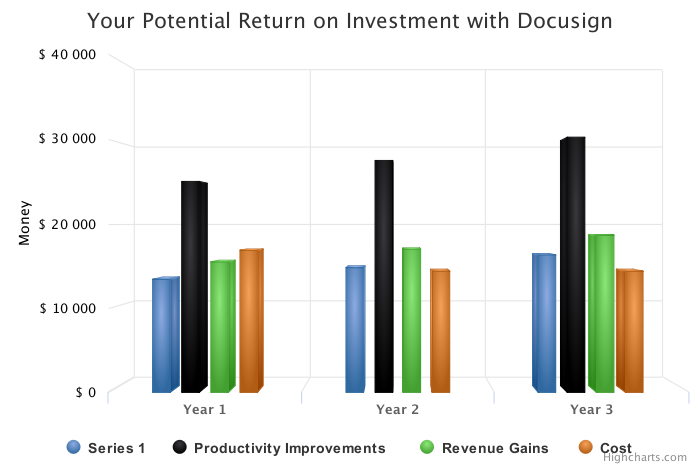 Your Potential Return on Investment with Docusign
$ 40 000
$ 30 000
$ 20 000
$ 10 000
$ 0
Money
Year 1 Year 2 Year 3
Series 1 Productivity Improvements Revenue Gains Cost
Highcharts.com